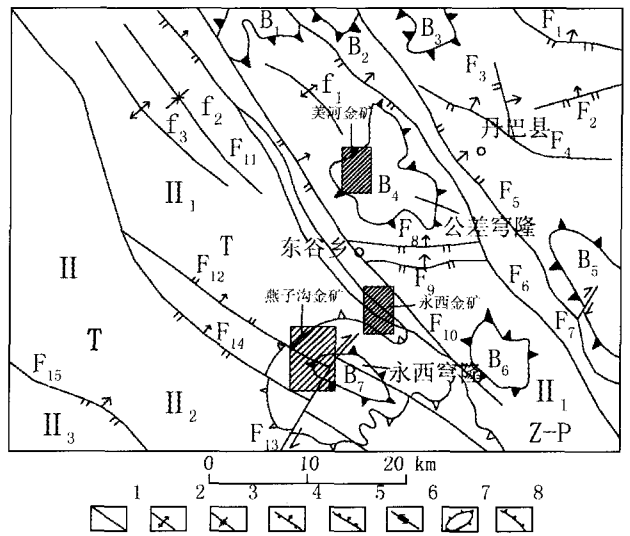 B₁
B₂
B₃
F₁
F₃
f₁
f₂
f₃
美河金矿
丹巴县
F₂
F₄
F₁₁
B₄
F₅
II₁
公差穹隆
F₈
T
东谷乡
B₅
II
F₁₂
F₉
F₆
燕子沟金矿
永西金矿
F₇
T
F₁₄
F₁₀
F₁₅
B₇
永西穹隆
B₆
II₁
II₂
II₃
F₁₃
Z-P
0 10 20 km
1 2 3 4 5 6 7 8